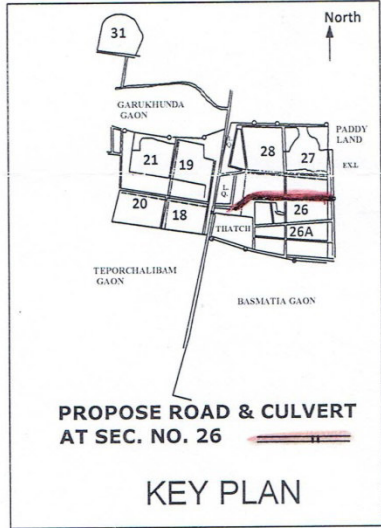 North
31
GARUKHUNDA
GAON
PADDY
LAND
28
27
21
19
EX.L
L.
Q.
20
18
26
THATCH
26A
TEPORCHALIBAM
GAON
BASMATIA GAON
PROPOSE ROAD & CULVERT
AT SEC. NO. 26
KEY PLAN